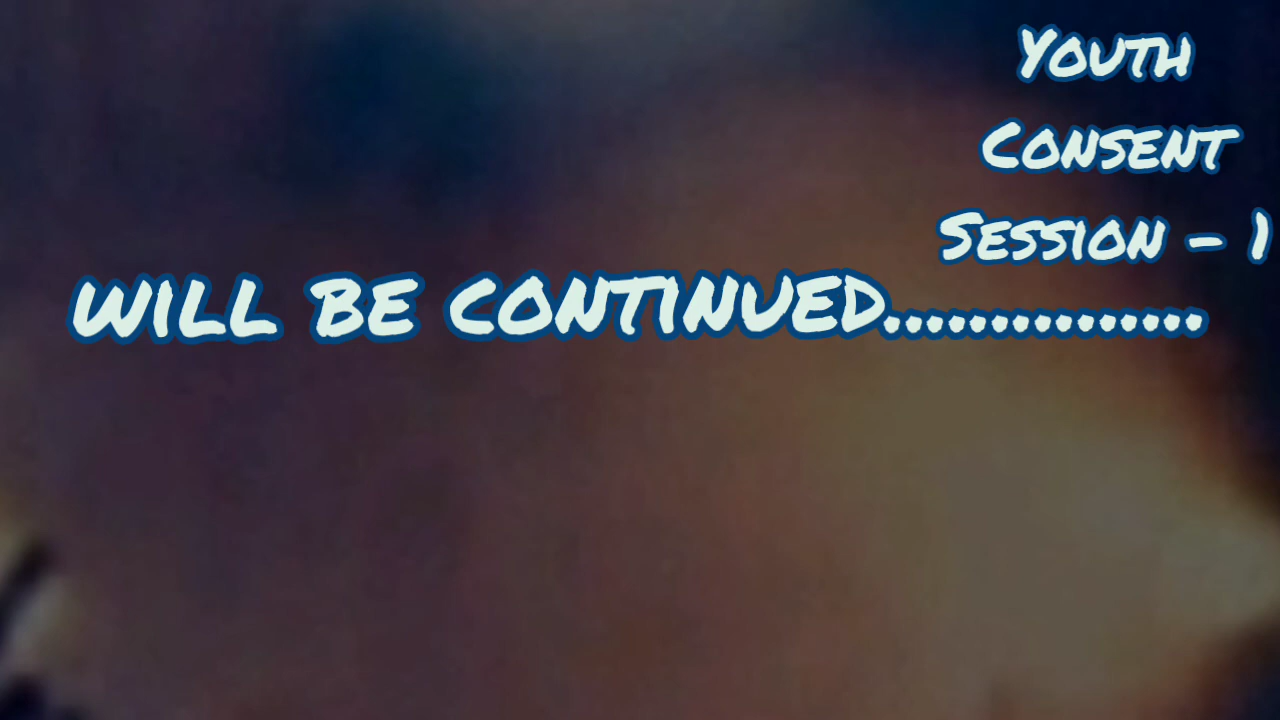 Youth
Consent
Session - 1
WILL BE CONTINUED...............